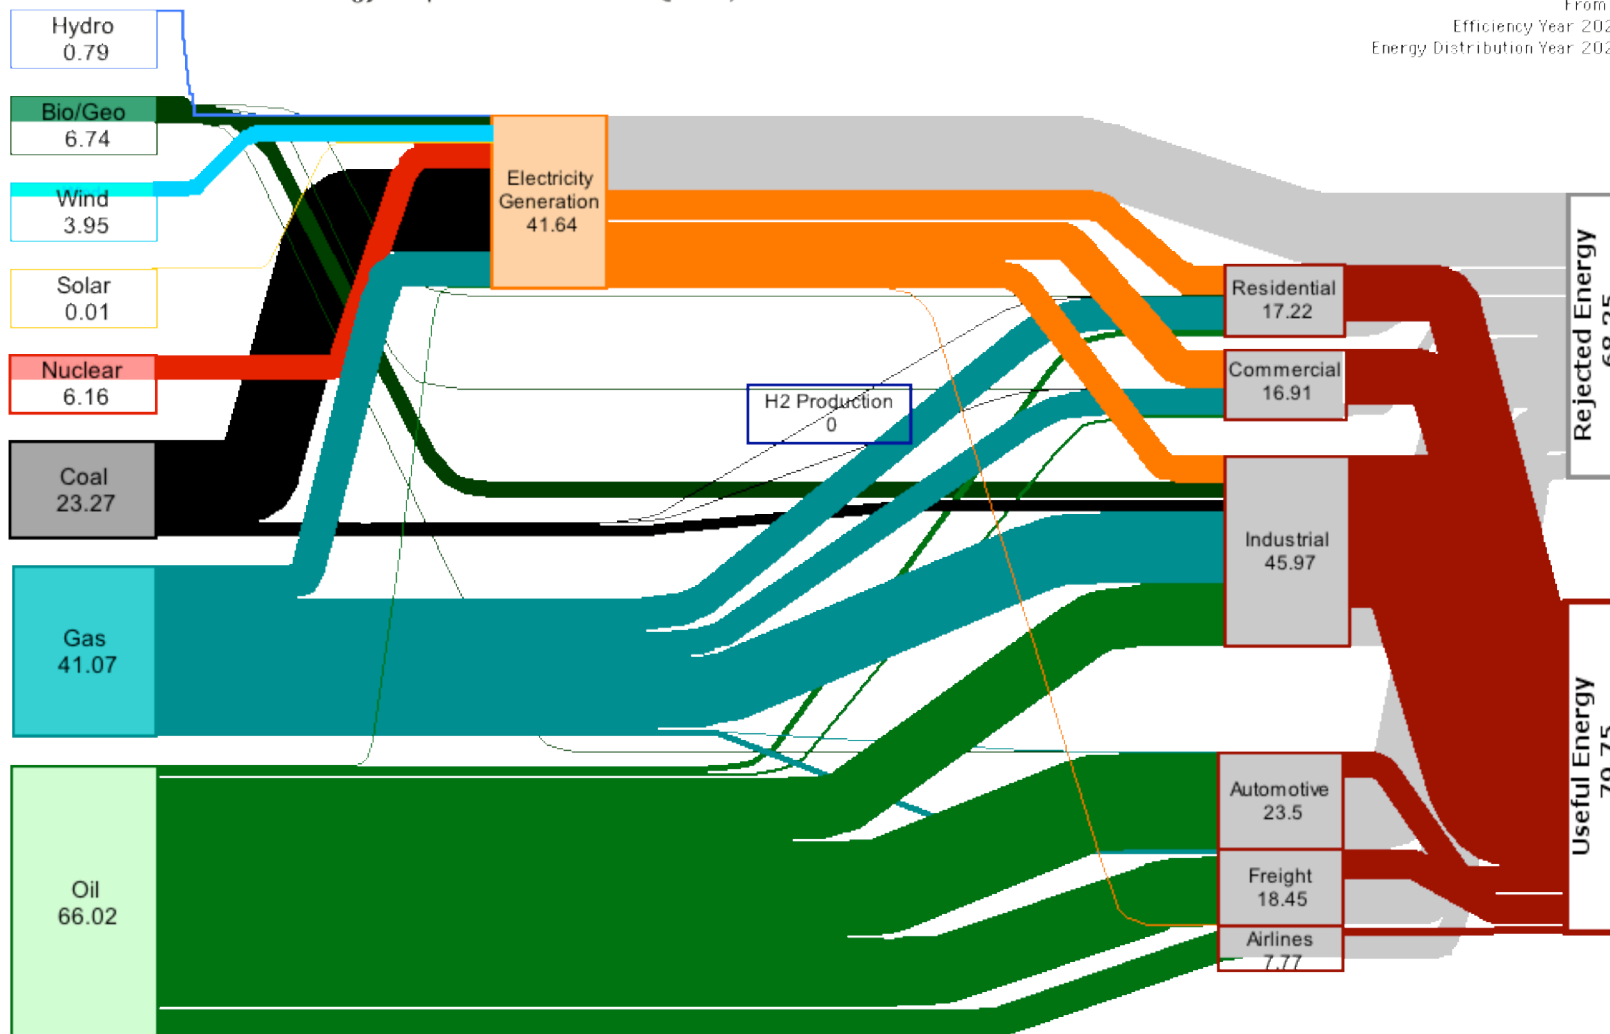 From
Efficiency Year 202
Energy Distribution Year 202
Hydro
0.79
Bio/Geo
6.74
Wind
3.95
Solar
0.01
Nuclear
6.16
Coal
23.27
Gas
41.07
Oil
66.02
Electricity
Generation
41.64
H2 Production
0
Residential
17.22
Commercial
16.91
Industrial
45.97
Automotive
23.5
Freight
18.45
Airlines
7.77
Rejected Energy
Useful Energy